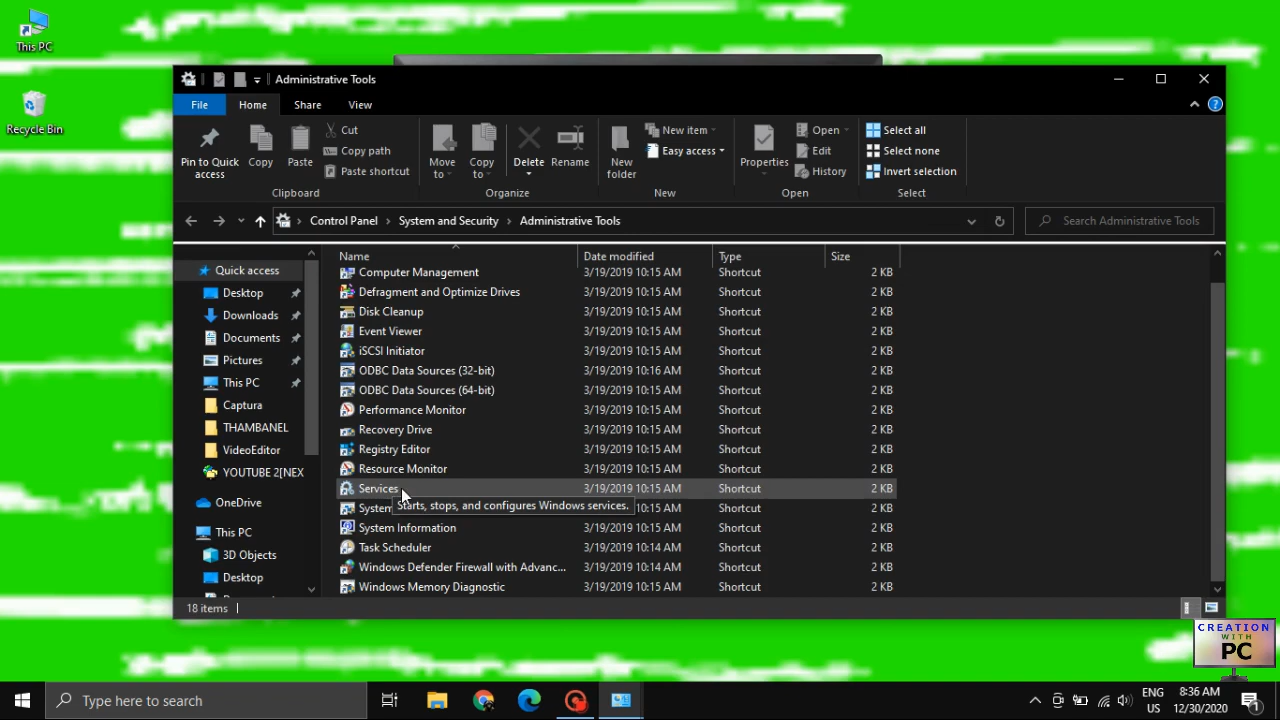 This PC
Recycle Bin
Administrative Tools
File Home Share View
Pin to Quick access
Copy
Paste
Cut
Copy path
Paste shortcut
Clipboard
Move to
Copy to
Delete
Rename
Organize
New folder
New item
Easy access
New
Properties
Open
Edit
History
Open
Select all
Select none
Invert selection
Select
Control Panel > System and Security > Administrative Tools
Search Administrative Tools
Quick access
Desktop
Downloads
Documents
Pictures
This PC
Captura
THAMBANEL
VideoEditor
YOUTUBE 2[NEX
OneDrive
This PC
3D Objects
Desktop
Name Date modified Type Size
Computer Management 3/19/2019 10:15 AM Shortcut 2 KB
Defragment and Optimize Drives 3/19/2019 10:15 AM Shortcut 2 KB
Disk Cleanup 3/19/2019 10:15 AM Shortcut 2 KB
Event Viewer 3/19/2019 10:15 AM Shortcut 2 KB
iSCSI Initiator 3/19/2019 10:15 AM Shortcut 2 KB
ODBC Data Sources (32-bit) 3/19/2019 10:16 AM Shortcut 2 KB
ODBC Data Sources (64-bit) 3/19/2019 10:15 AM Shortcut 2 KB
Performance Monitor 3/19/2019 10:15 AM Shortcut 2 KB
Recovery Drive 3/19/2019 10:15 AM Shortcut 2 KB
Registry Editor 3/19/2019 10:15 AM Shortcut 2 KB
Resource Monitor 3/19/2019 10:15 AM Shortcut 2 KB
Services 3/19/2019 10:15 AM Shortcut 2 KB
System 10:15 AM Shortcut 2 KB
Starts, stops, and configures Windows services.
System Information 3/19/2019 10:15 AM Shortcut 2 KB
Task Scheduler 3/19/2019 10:14 AM Shortcut 2 KB
Windows Defender Firewall with Advanc... 3/19/2019 10:14 AM Shortcut 2 KB
Windows Memory Diagnostic 3/19/2019 10:15 AM Shortcut 2 KB
18 items
CREATION
WITH
PC
Type here to search
ENG
US
8:36 AM
12/30/2020
1